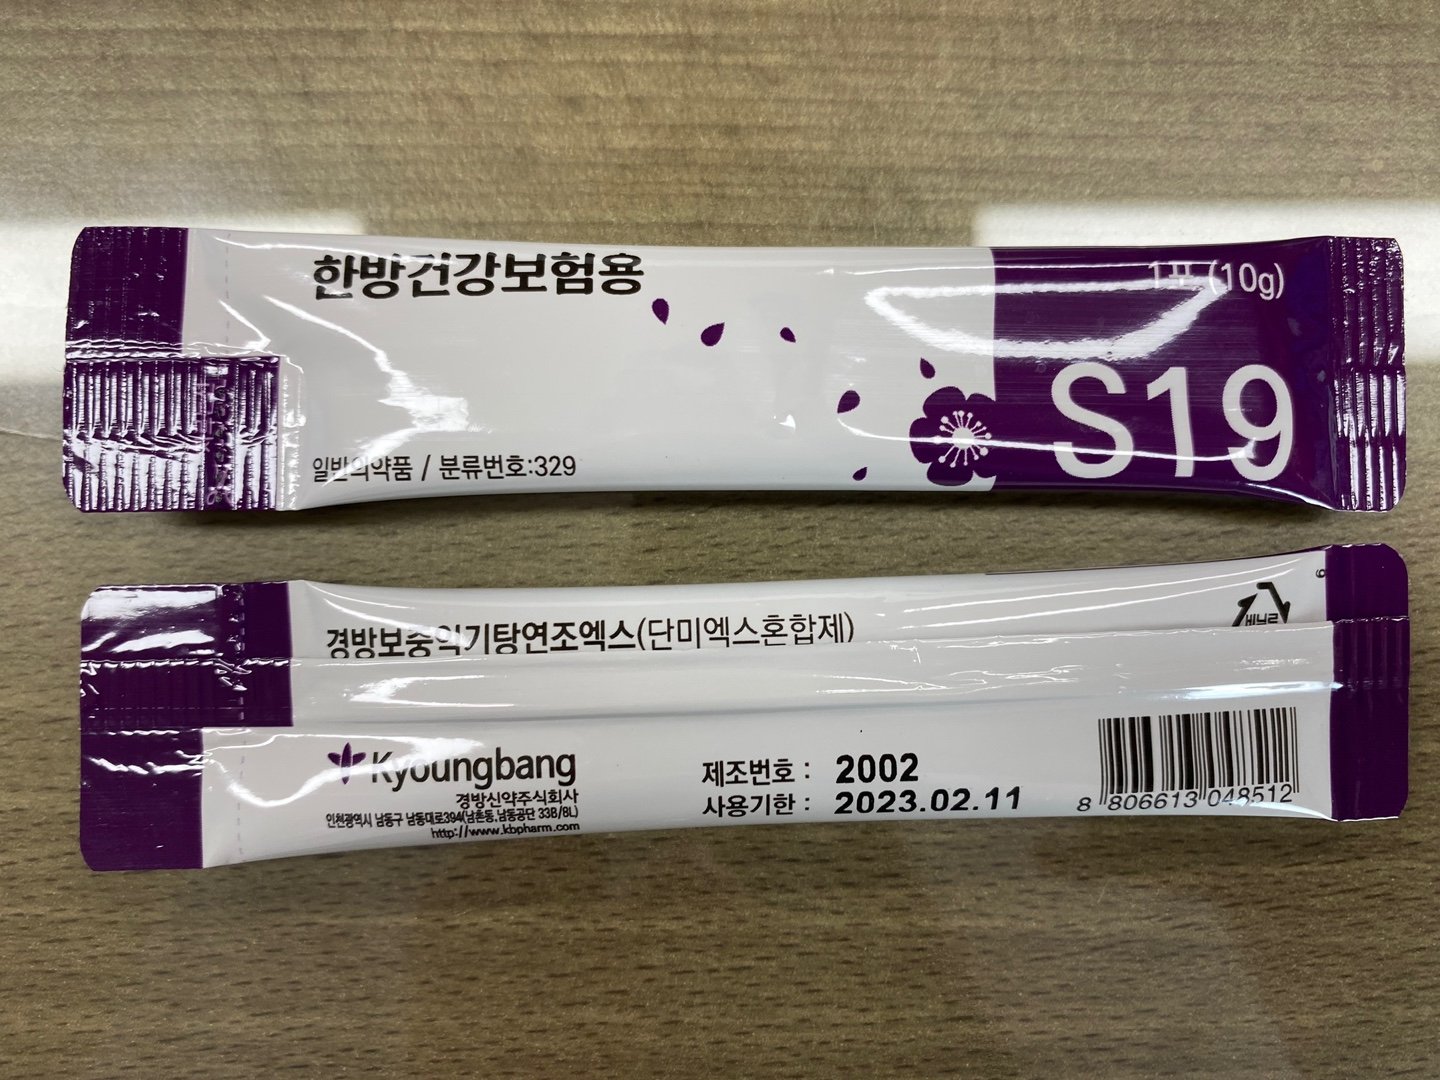 한방건강보험용
1포 (10g)
S19
일반의약품 / 분류번호:329
경방보중익기탕연조엑스(단미엑스혼합제)
비닐류
Kyoungbang
경방신약주식회사
인천광역시 남동구 남동대로394(남촌동,남동공단 33B/8L)
http://www.kbpharm.com
제조번호 : 2002
사용기한 : 2023.02.11
8 806613 048512